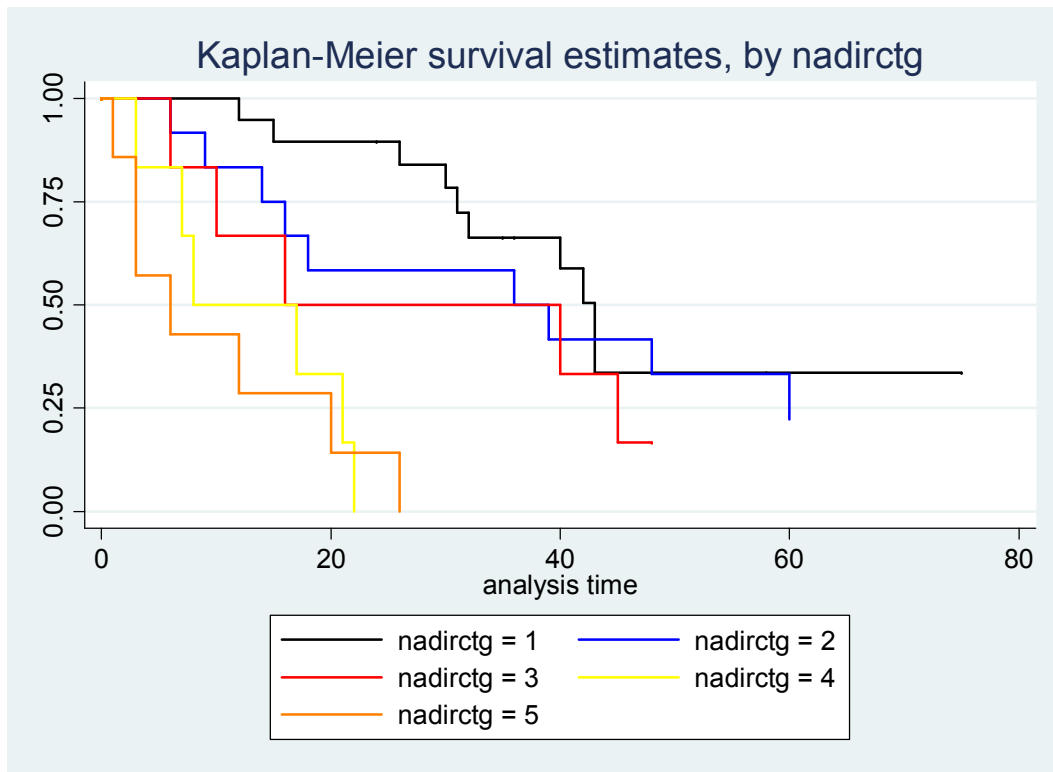 Kaplan-Meier survival estimates, by nadirctg
1.00
0.75
0.50
0.25
0.00
0 20 40 60 80
analysis time
nadirctg = 1 nadirctg = 2
nadirctg = 3 nadirctg = 4
nadirctg = 5